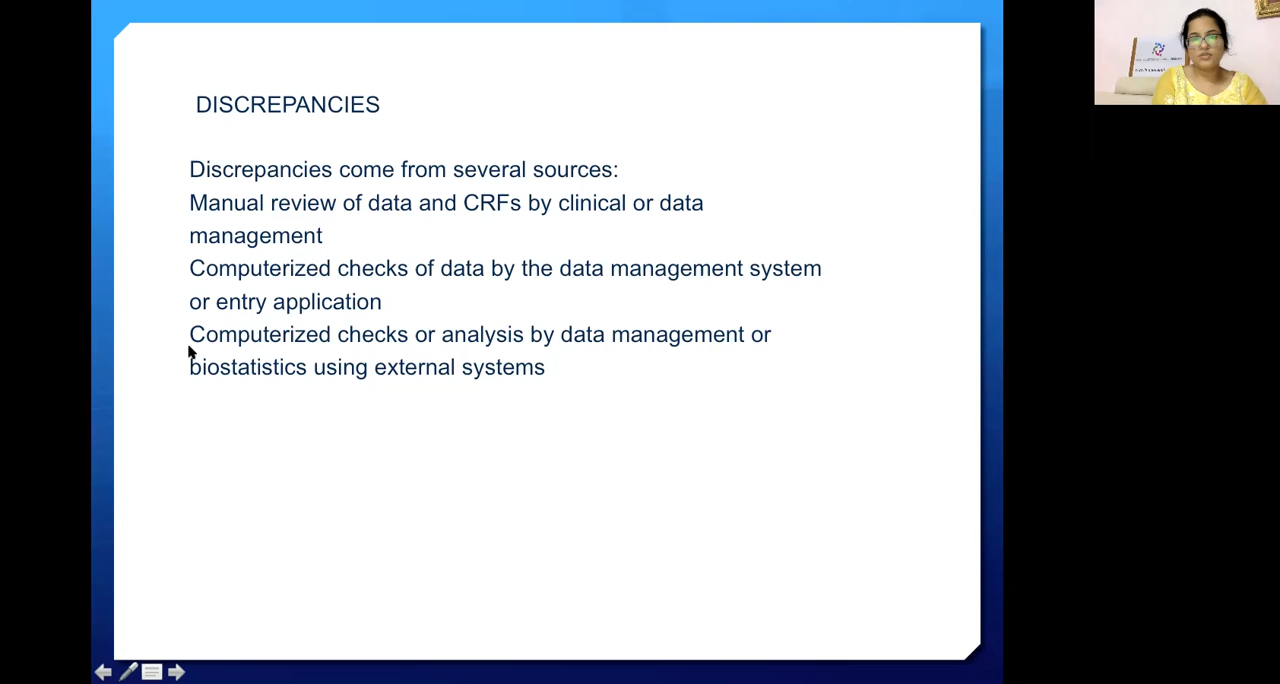 DISCREPANCIES
Discrepancies come from several sources:
Manual review of data and CRFs by clinical or data
management
Computerized checks of data by the data management system
or entry application
Computerized checks or analysis by data management or
biostatistics using external systems